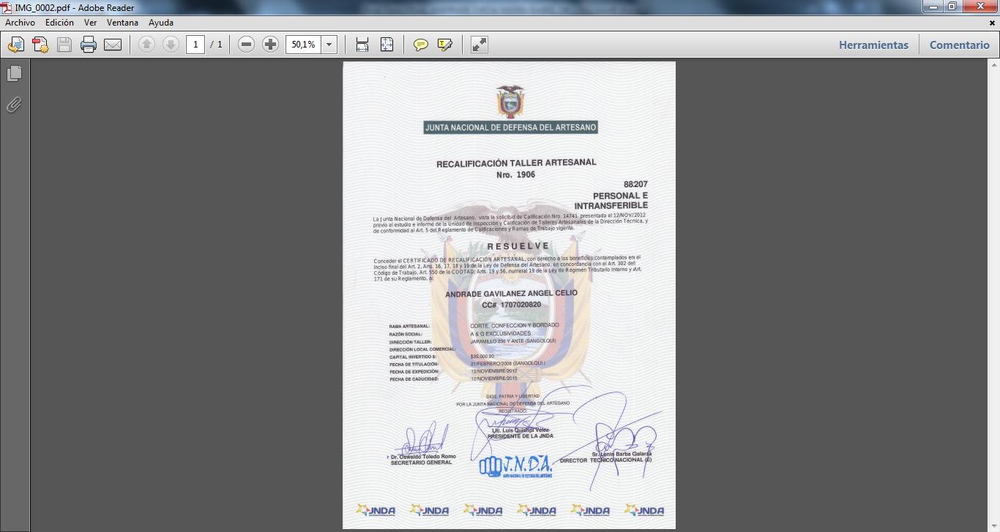 IMG_0002.pdf - Adobe Reader
Archivo Edición Ver Ventana Ayuda
1 / 1 50,1% Herramientas Comentario
JUNTA NACIONAL DE DEFENSA DEL ARTESANO
RECALIFICACIÓN TALLER ARTESANAL
Nro. 1906
88207
PERSONAL E
INTRANSFERIBLE
La Junta Nacional de Defensa del Artesano, vista la solicitud de Calificación Nro. 14741 presentada el 12/NOV/2012
previo el estudio e informe de la Unidad de Inspección y Calificación de Talleres Artesanales de la Dirección Técnica, y
de conformidad al Art. 5 del Reglamento de Calificaciones y Ramas de Trabajo vigente.
RESUELVE
Conceder el CERTIFICADO DE RECALIFICACIÓN ARTESANAL, con derecho a los beneficios contemplados en el
inciso final del Art. 2, Arts. 16, 17, 18 y 19 de la Ley de Defensa del Artesano, en concordancia con el Art. 302 del
Código de Trabajo, Art. 550 de la COOTAD; Arts. 19 y 56, numeral 19 de la Ley de Régimen Tributario Interno y Art.
171 de su Reglamento, a:
ANDRADE GAVILANEZ ANGEL CELIO
CC# 1707020820
RAMA ARTESANAL: CORTE, CONFECCION Y BORDADO
RAZÓN SOCIAL: A & G EXCLUSIVIDADES
DIRECCIÓN TALLER: JARAMILLO 236 Y ANTE (SANGOLQUI)
DIRECCIÓN LOCAL COMERCIAL:
CAPITAL INVERTIDO $: $35,000.00
FECHA DE TITULACIÓN: 21/FEBRERO/2008 (SANGOLQUI )
FECHA DE EXPEDICIÓN: 12/NOVIEMBRE/2012
FECHA DE CADUCIDAD: 12/NOVIEMBRE/2015
DIOS, PATRIA Y LIBERTAD
POR LA JUNTA NACIONAL DE DEFENSA DEL ARTESANO
REGISTRADO:
Lic. Luis Quishpi Vélez
PRESIDENTE DE LA JNDA
Dr. Oswaldo Toledo Romo
SECRETARIO GENERAL
Sr. Lenin Barba Galarza
DIRECTOR TECNICO NACIONAL (E)
J.N.D.A.
JUNTA NACIONAL DE DEFENSA DEL ARTESANO
JNDA JNDA JNDA JNDA JNDA JNDA